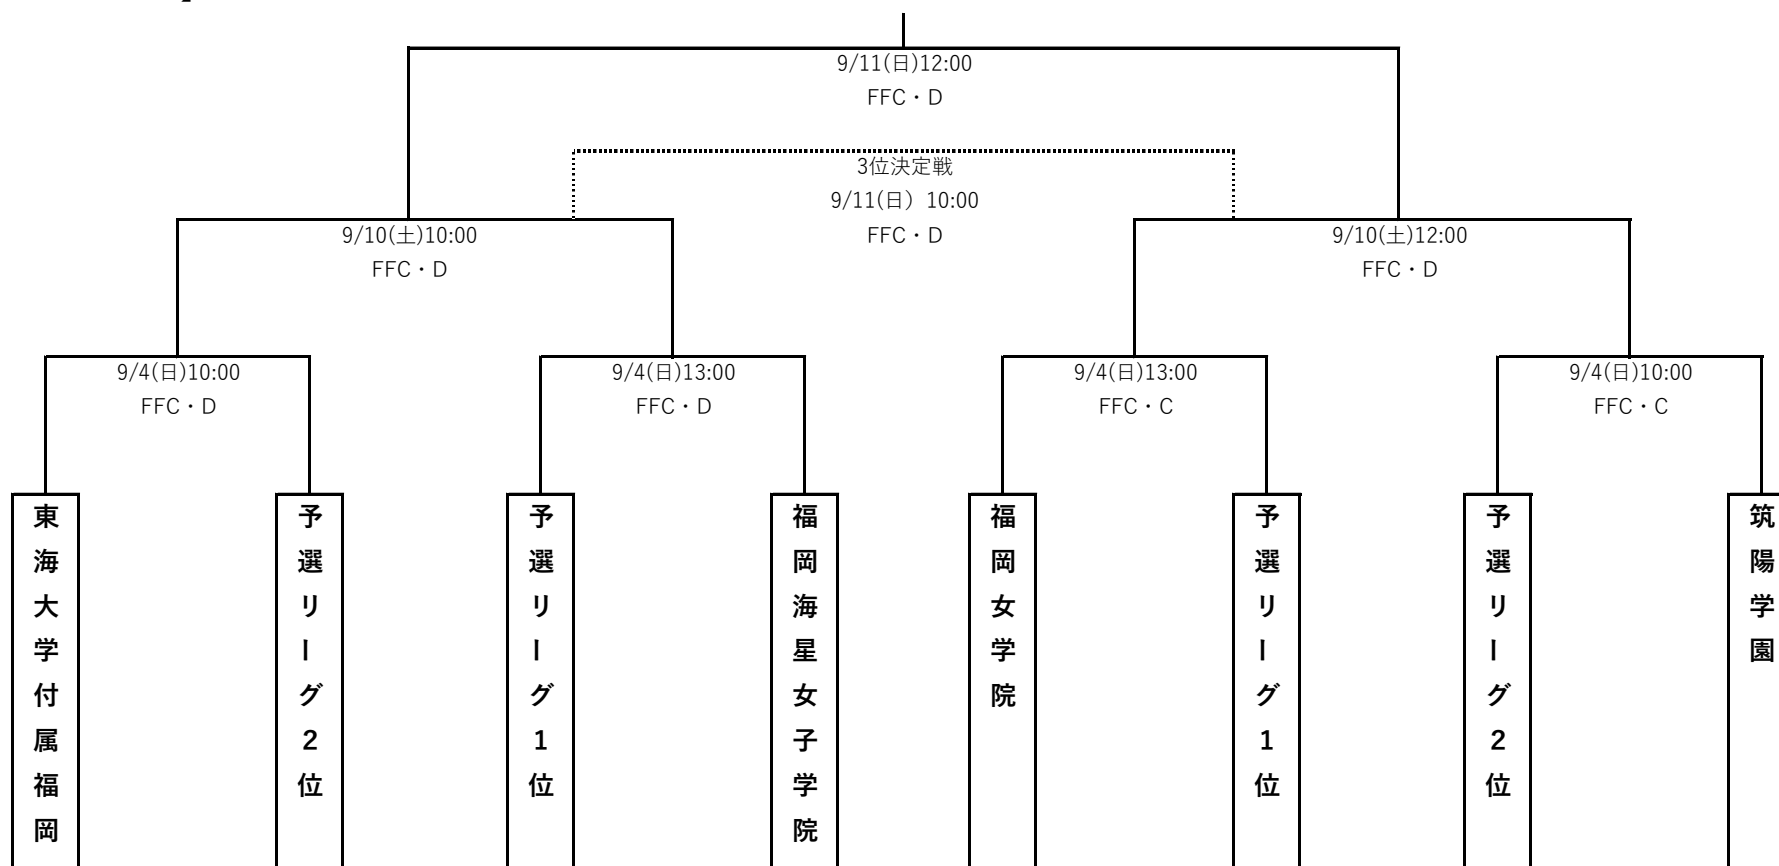 9/11(日)12:00
FFC・D
3位決定戦
9/11(日) 10:00
FFC・D
9/10(土)10:00
FFC・D
9/10(土)12:00
FFC・D
9/4(日)10:00
FFC・D
9/4(日)13:00
FFC・D
9/4(日)13:00
FFC・C
9/4(日)10:00
FFC・C
東海大学付属福岡
予選リーグ2位
予選リーグ1位
福岡海星女子学院
福岡女学院
予選リーグ1位
予選リーグ2位
筑陽学園